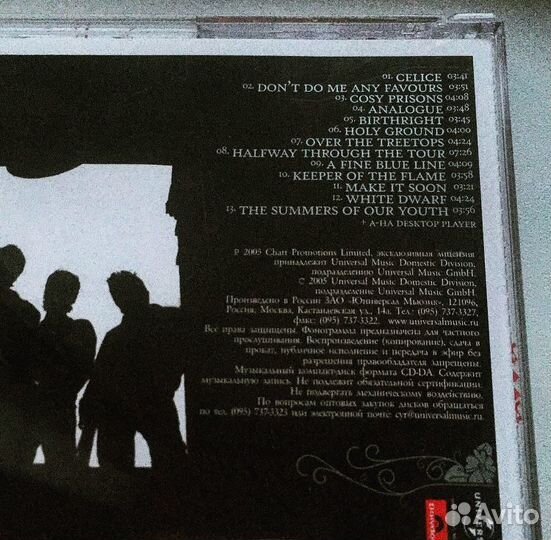 01. CELICE 03:41
02. DON'T DO ME ANY FAVOURS 03:51
03. COSY PRISONS 04:08
04. ANALOGUE 03:48
05. BIRTHRIGHT 03:45
06. HOLY GROUND 04:00
07. OVER THE TREETOPS 04:24
08. HALFWAY THROUGH THE TOUR 07:26
09. A FINE BLUE LINE 04:09
10. KEEPER OF THE FLAME 03:58
11. MAKE IT SOON 03:21
12. WHITE DWARF 04:24
13. THE SUMMERS OF OUR YOUTH 03:56
+ A-HA DESKTOP PLAYER
℗ 2005 Chart Promotions Limited, эксклюзивная лицензия
принадлежит Universal Music Domestic Division,
подразделению Universal Music GmbH.
© 2005 Universal Music Domestic Division,
подразделение Universal Music GmbH.
Произведено в России ЗАО «Юниверсал Мьюзик», 121096,
Россия, Москва, Кастанаевская ул., 14а. Тел.: (095) 737-3327,
факс: (095) 737-3322. www.universalmusic.ru
Все права защищены. Фонограммы предназначена для частного
прослушивания. Воспроизведение (копирование), сдача в
прокат, публичное исполнение и передача в эфир без
разрешения правообладателя запрещены.
Музыкальный компактдиск формата CD-DA. Содержит
музыкальную запись. Не подлежит обязательной сертификации.
Не подвергать механическому воздействию.
По вопросам оптовых закупок дисков обращаться
по тел. (095) 737-3323 или электронной почте: cyr@universalmusic.ru.
Avito